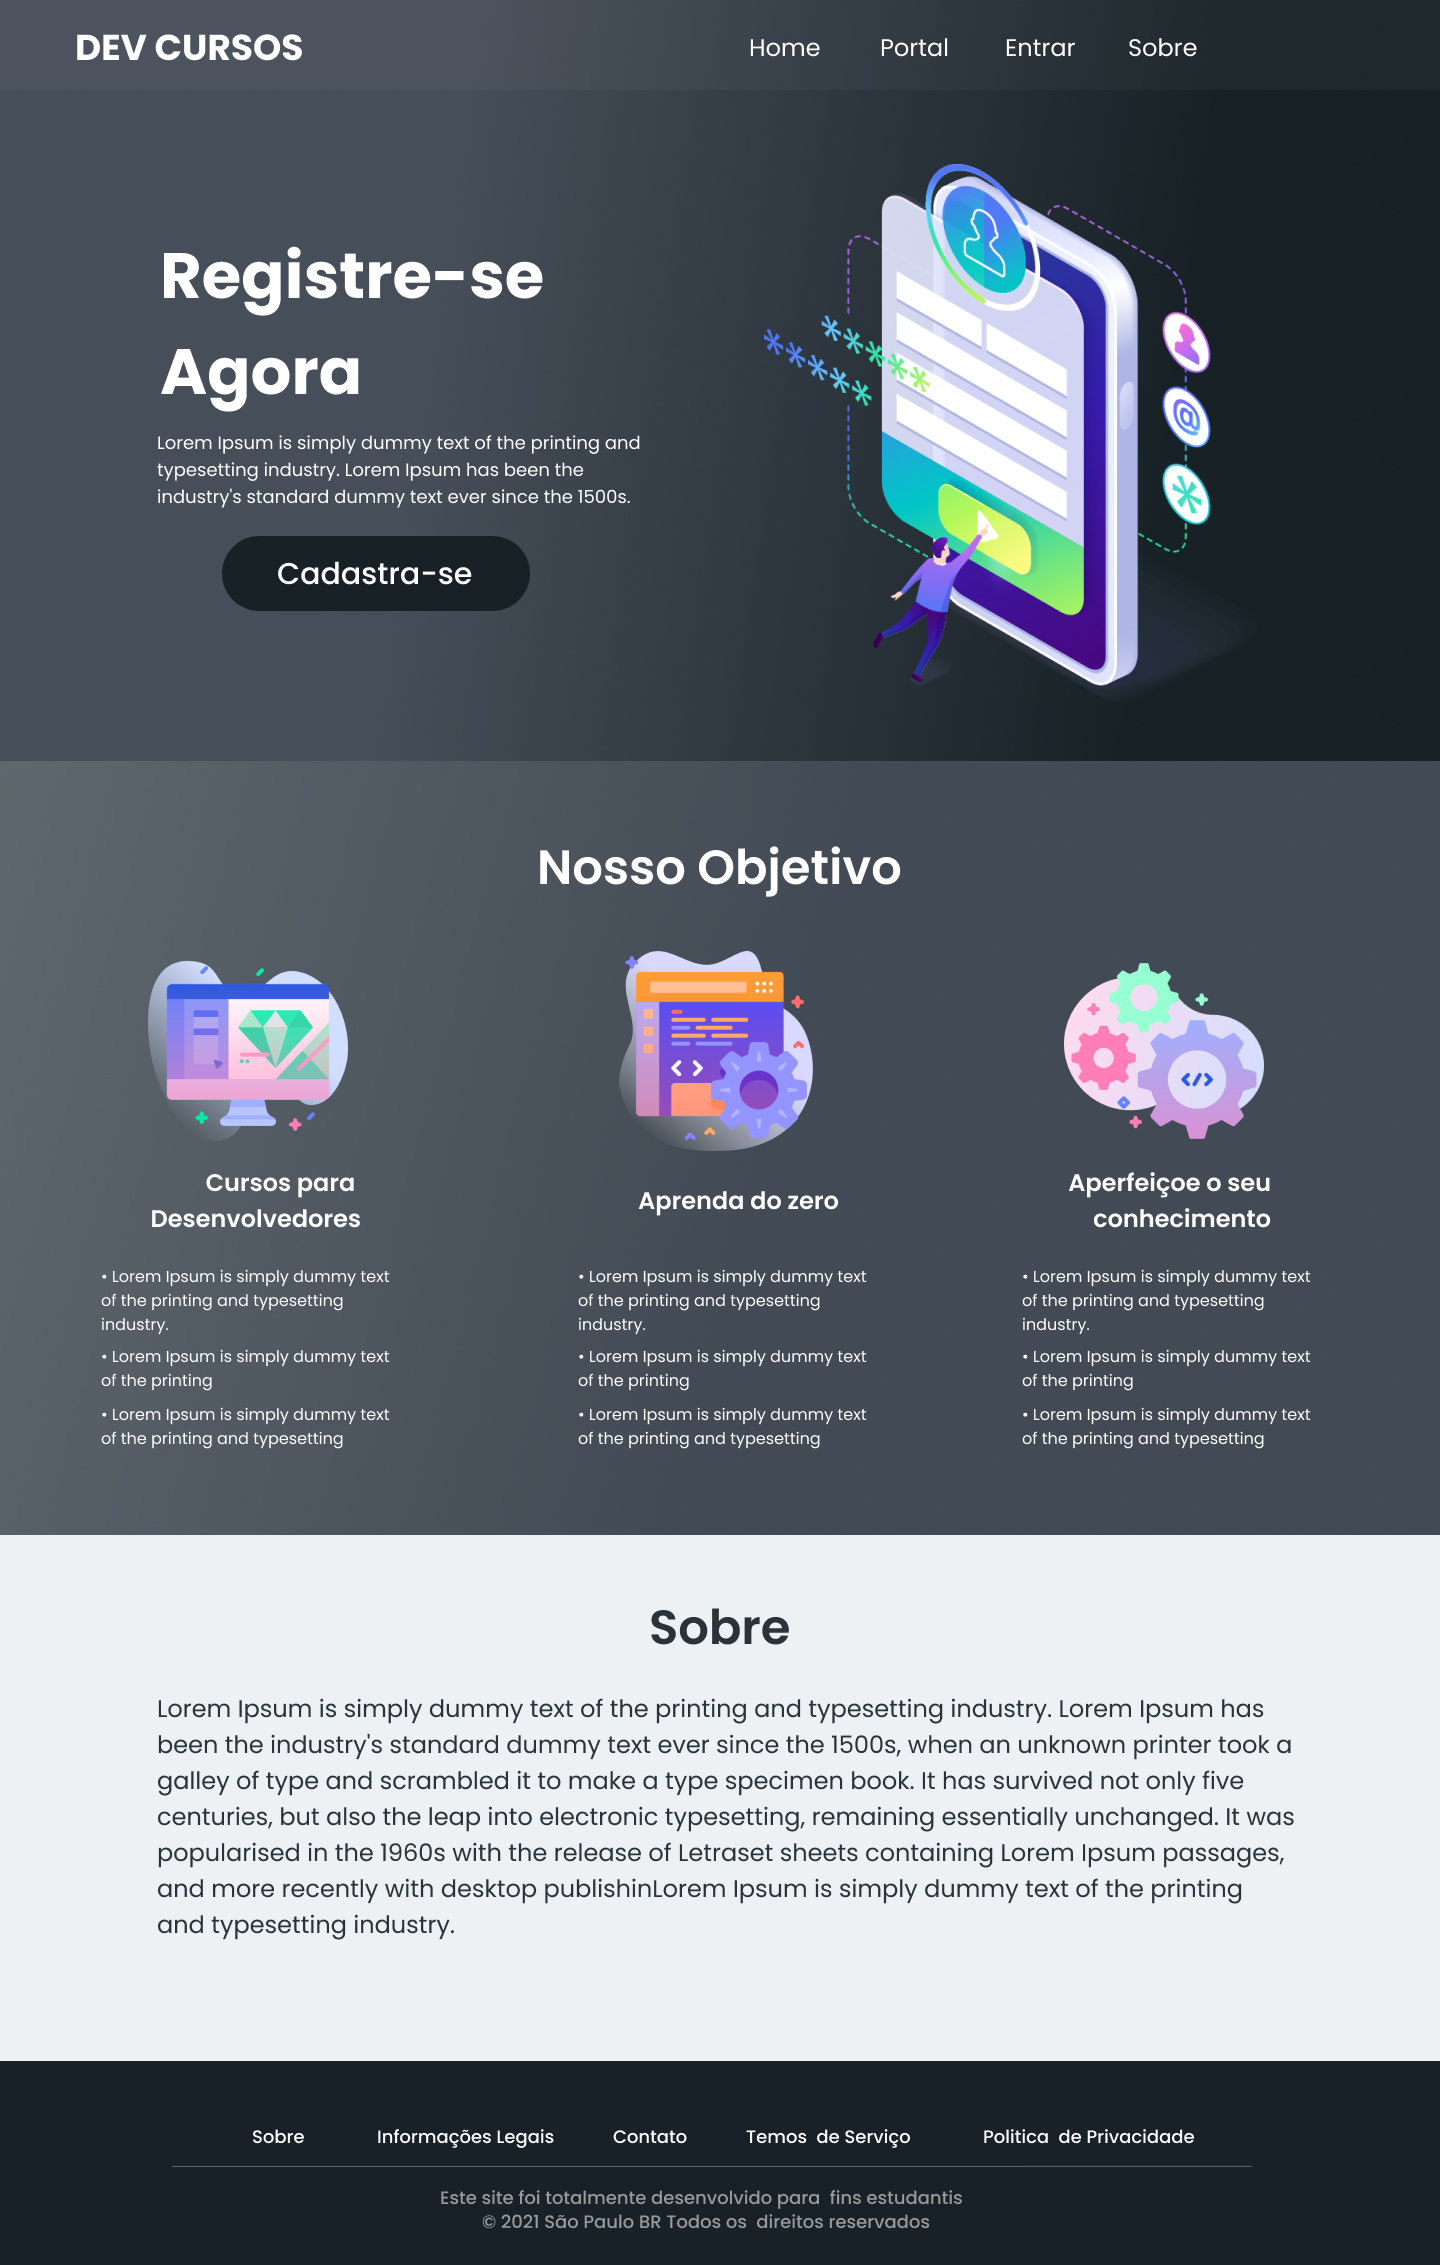 DEV CURSOS
Home Portal Entrar Sobre
Registre-se
Agora
Lorem Ipsum is simply dummy text of the printing and
typesetting industry. Lorem Ipsum has been the
industry's standard dummy text ever since the 1500s.
Cadastra-se
Nosso Objetivo
Cursos para
Desenvolvedores
• Lorem Ipsum is simply dummy text
of the printing and typesetting
industry.
• Lorem Ipsum is simply dummy text
of the printing
• Lorem Ipsum is simply dummy text
of the printing and typesetting
Aprenda do zero
• Lorem Ipsum is simply dummy text
of the printing and typesetting
industry.
• Lorem Ipsum is simply dummy text
of the printing
• Lorem Ipsum is simply dummy text
of the printing and typesetting
Aperfeiçoe o seu
conhecimento
• Lorem Ipsum is simply dummy text
of the printing and typesetting
industry.
• Lorem Ipsum is simply dummy text
of the printing
• Lorem Ipsum is simply dummy text
of the printing and typesetting
Sobre
Lorem Ipsum is simply dummy text of the printing and typesetting industry. Lorem Ipsum has
been the industry's standard dummy text ever since the 1500s, when an unknown printer took a
galley of type and scrambled it to make a type specimen book. It has survived not only five
centuries, but also the leap into electronic typesetting, remaining essentially unchanged. It was
popularised in the 1960s with the release of Letraset sheets containing Lorem Ipsum passages,
and more recently with desktop publishinLorem Ipsum is simply dummy text of the printing
and typesetting industry.
Sobre Informações Legais Contato Temos de Serviço Politica de Privacidade
Este site foi totalmente desenvolvido para fins estudantis
© 2021 São Paulo BR Todos os direitos reservados